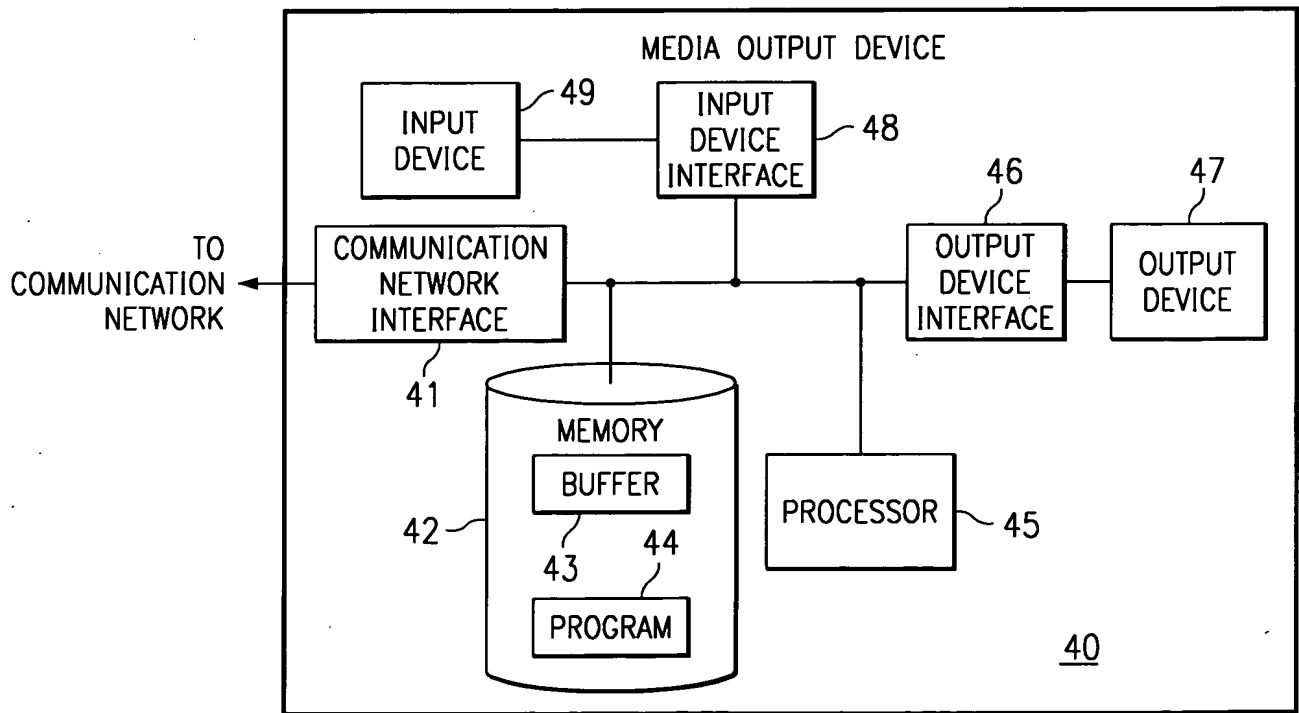 MEDIA OUTPUT DEVICE
49
INPUT
DEVICE
INPUT
DEVICE
INTERFACE
48
46
47
TO
COMMUNICATION
NETWORK
COMMUNICATION
NETWORK
INTERFACE
41
OUTPUT
DEVICE
INTERFACE
OUTPUT
DEVICE
MEMORY
BUFFER
42
43
44
PROGRAM
PROCESSOR
45
40